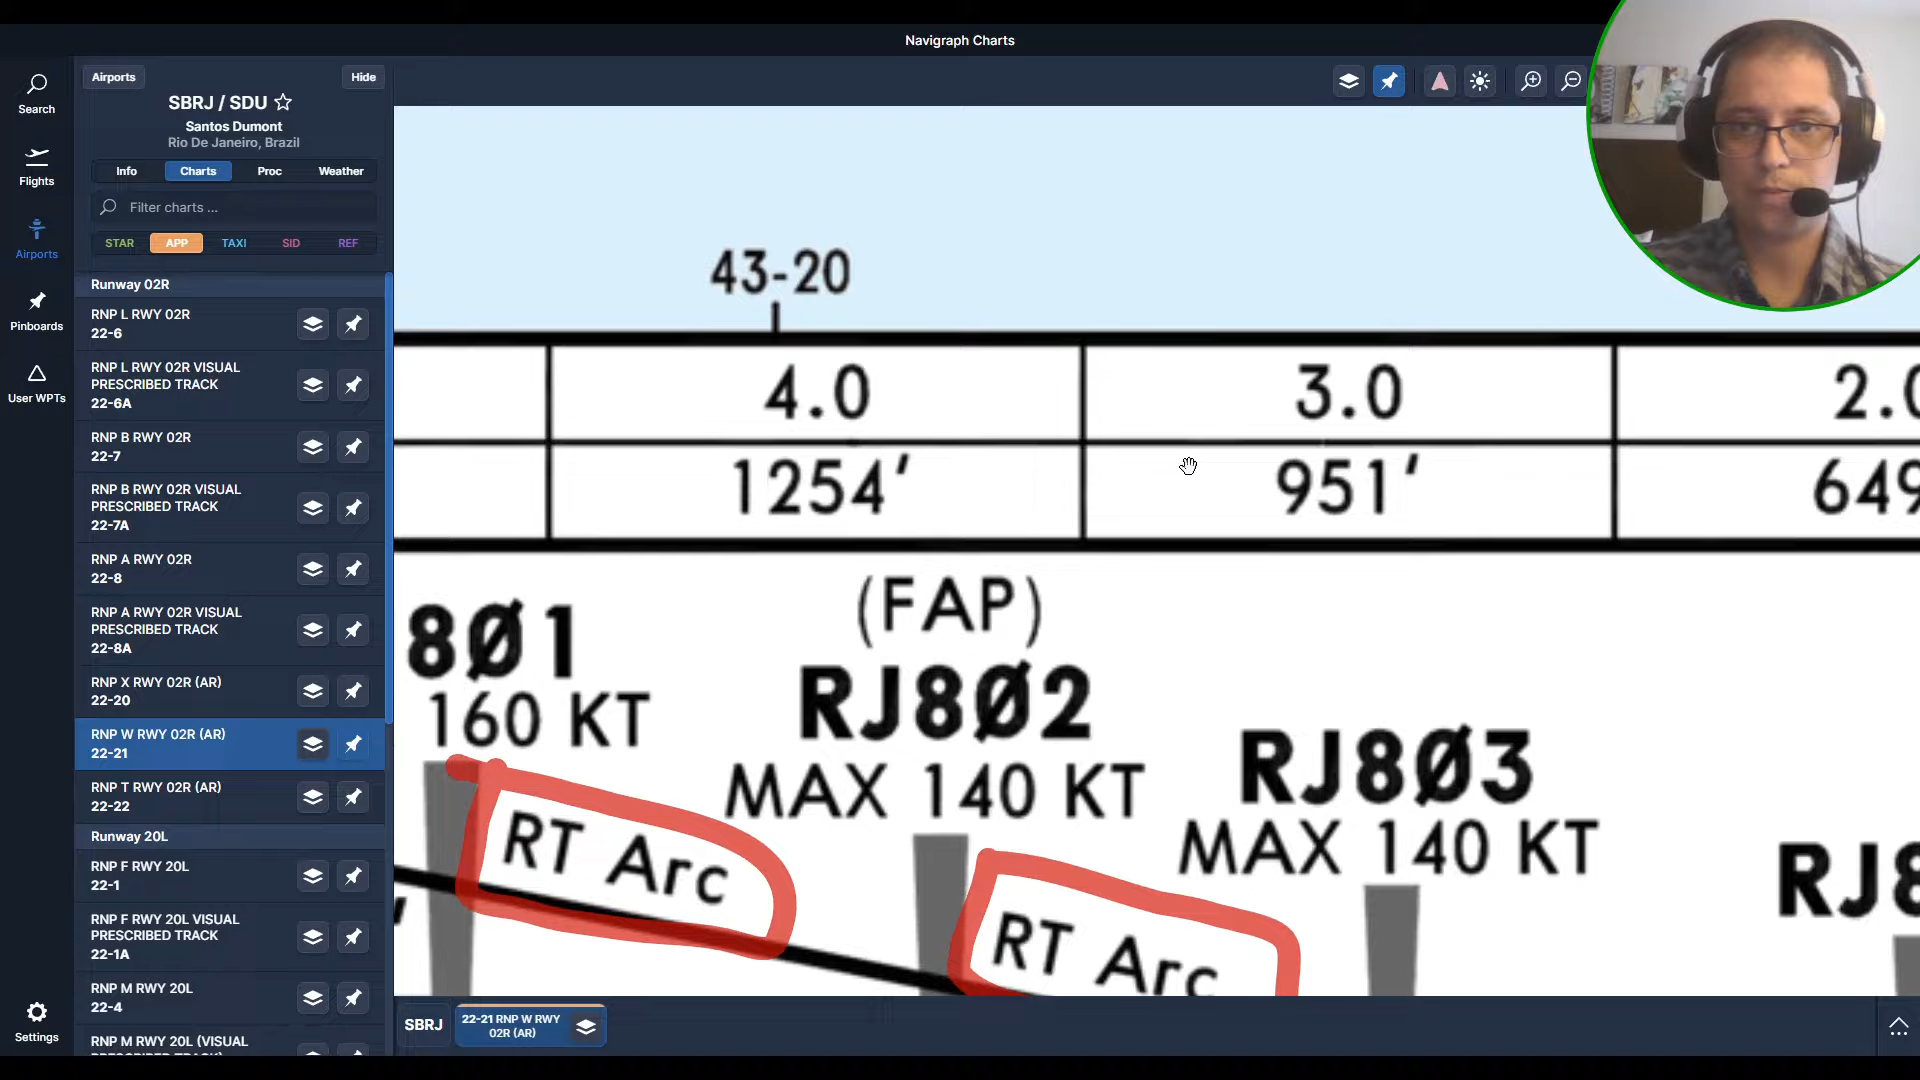 Navigraph Charts
Airports
Hide
SBRJ / SDU
Santos Dumont
Rio De Janeiro, Brazil
Info
Charts
Proc
Weather
Filter charts ...
STAR
APP
TAXI
SID
REF
Search
Flights
Airports
Pinboards
User WPTs
Settings
Runway 02R
RNP L RWY 02R
22-6
RNP L RWY 02R VISUAL
PRESCRIBED TRACK
22-6A
RNP B RWY 02R
22-7
RNP B RWY 02R VISUAL
PRESCRIBED TRACK
22-7A
RNP A RWY 02R
22-8
RNP A RWY 02R VISUAL
PRESCRIBED TRACK
22-8A
RNP X RWY 02R (AR)
22-20
RNP W RWY 02R (AR)
22-21
RNP T RWY 02R (AR)
22-22
Runway 20L
RNP F RWY 20L
22-1
RNP F RWY 20L VISUAL
PRESCRIBED TRACK
22-1A
RNP M RWY 20L
22-4
RNP M RWY 20L (VISUAL
43-20
4.0
3.0
1254'
951'
(FAP)
8Ø1
160 KT
RJ8Ø2
MAX 140 KT
RJ8Ø3
MAX 140 KT
RT Arc
RT Arc
SBRJ
22-21 RNP W RWY
02R (AR)